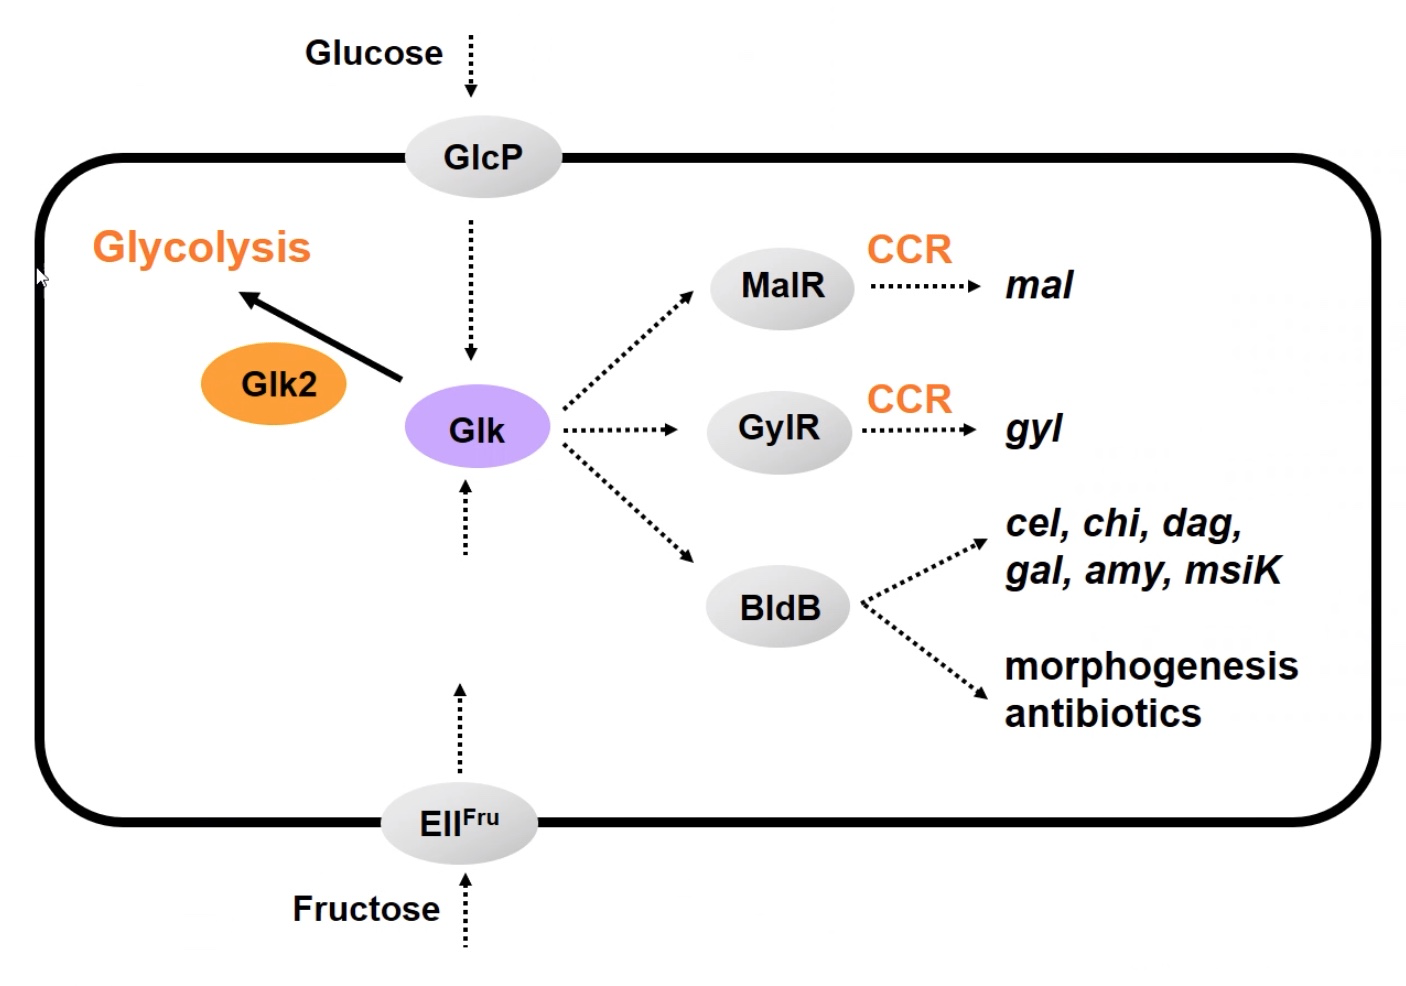 Glucose
GlcP
Glycolysis
CCR
MalR
mal
Glk2
CCR
Glk
GylR
gyl
cel, chi, dag,
gal, amy, msiK
BldB
morphogenesis
antibiotics
EII^Fru
Fructose